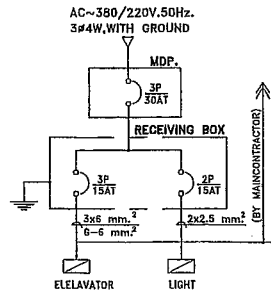 AC~380/220V.50Hz.
3ø4W.WITH GROUND
MDP.
3P
30AT
RECEIVING BOX
3P
15AT
2P
15AT
3x6 mm.²
G-6 mm.²
2x2.5 mm.²
(BY MAINCONTRACTOR)
ELELAVATOR
LIGHT